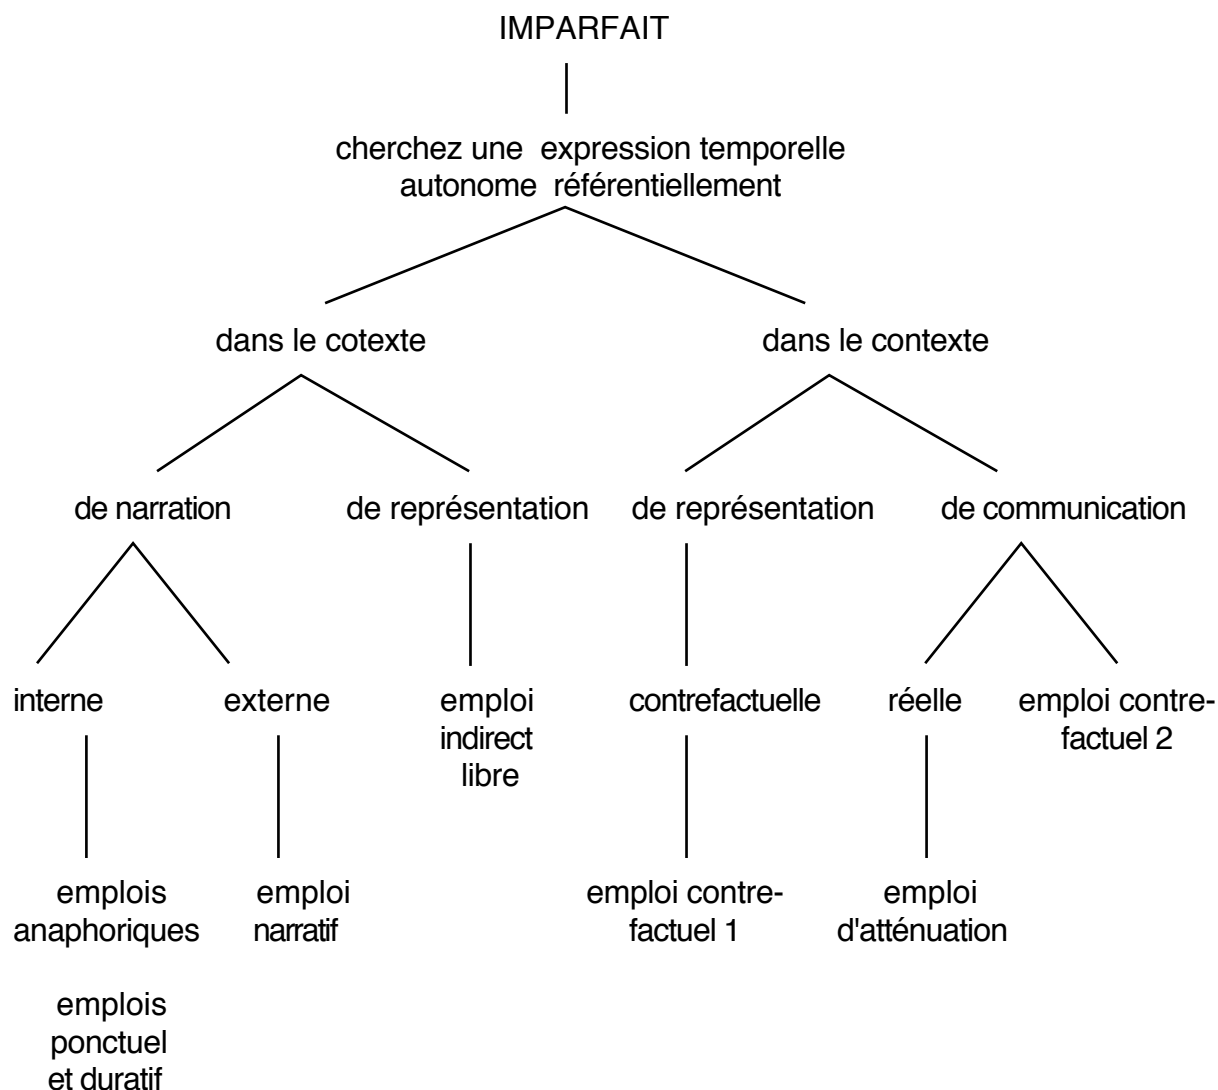 IMPARFAIT
cherchez une expression temporelle
autonome référentiellement
dans le cotexte
dans le contexte
de narration
de représentation
de représentation
de communication
interne
externe
emploi
indirect
libre
contrefactuelle
réelle
emploi contre-
factuel 2
emplois
anaphoriques
emploi
narratif
emploi contre-
factuel 1
emploi
d'atténuation
emplois
ponctuel
et duratif